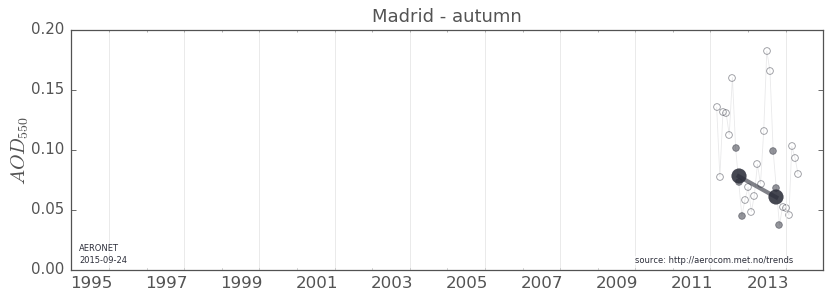 Madrid - autumn
0.20
0.15
0.10
0.05
0.00
AOD550
AERONET
2015-09-24
source: http://aerocom.met.no/trends
1995 1997 1999 2001 2003 2005 2007 2009 2011 2013